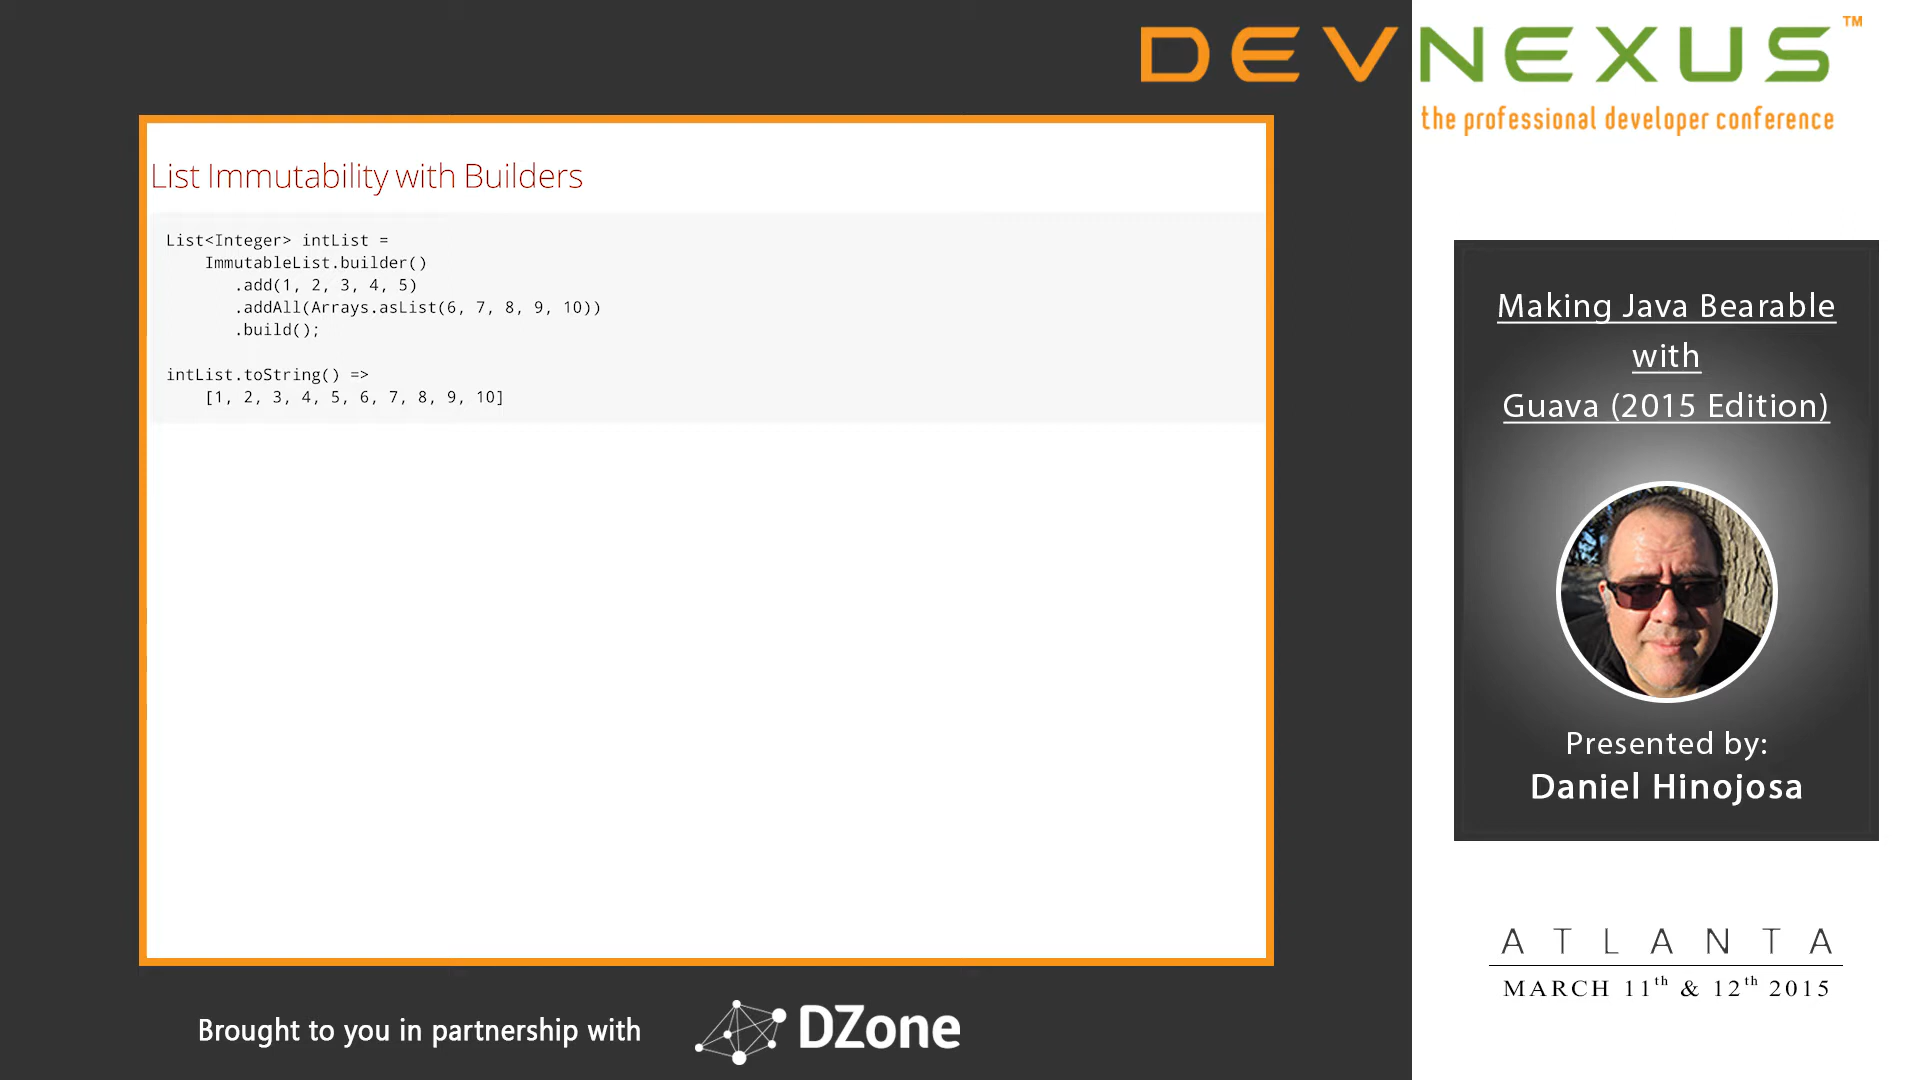 DEVNEXUS™
the professional developer conference
List Immutability with Builders
List<Integer> intList =
    ImmutableList.builder()
       .add(1, 2, 3, 4, 5)
       .addAll(Arrays.asList(6, 7, 8, 9, 10))
       .build();
intList.toString() =>
    [1, 2, 3, 4, 5, 6, 7, 8, 9, 10]
Making Java Bearable
with
Guava (2015 Edition)
Presented by:
Daniel Hinojosa
ATLANTA
MARCH 11th & 12th 2015
Brought to you in partnership with
DZone